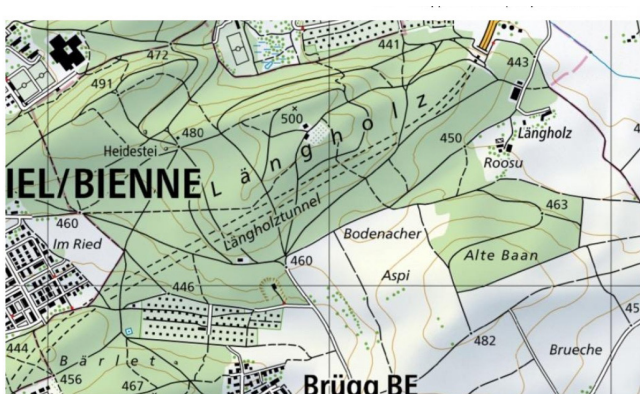 472
441
443
491
500
480
Längholz
450
Längholz
Heidestei
Roosu
IEL/BIENNE
Längholztunnel
463
460
Im Ried
Bodenacher
Alte Baan
460
Aspi
446
482
444
Bärlet
Brueche
456
467
Brügg BE